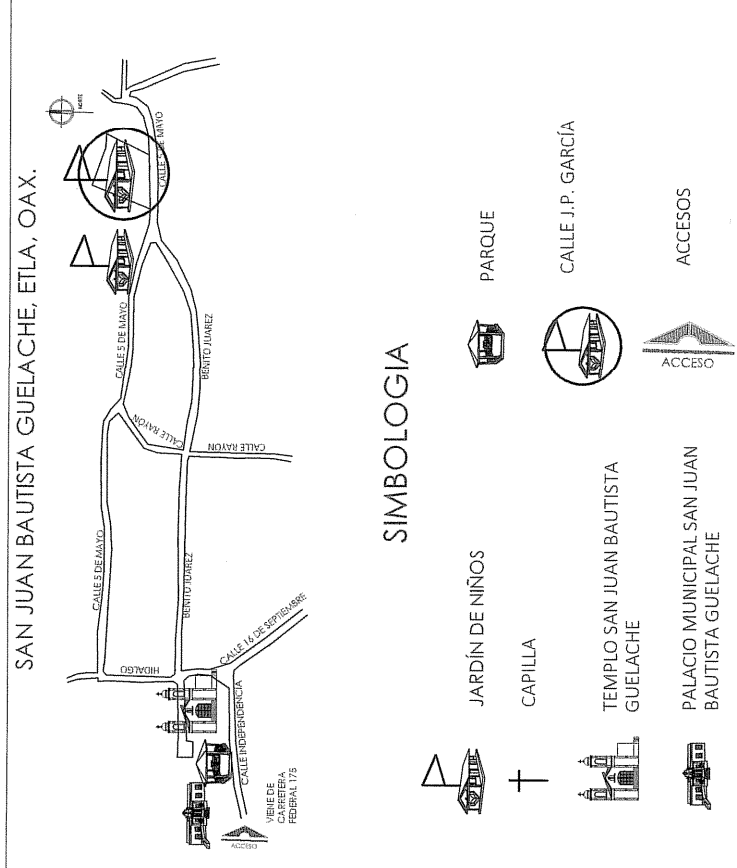 SAN JUAN BAUTISTA GUELACHE, ETLA, OAX.
NORTE
CALLE 5 DE MAYO
CALLE 5 DE MAYO
CALLE 5 DE MAYO
BENITO JUAREZ
CALLE RAYÓN
CALLE RAYÓN
BENITO JUAREZ
HIDALGO
CALLE 16 DE SEPTIEMBRE
CALLE INDEPENDENCIA
VIENE DE
CARRETERA
FEDERAL 175
ACCESO
SIMBOLOGIA
JARDÍN DE NIÑOS
CAPILLA
TEMPLO SAN JUAN BAUTISTA
GUELACHE
PALACIO MUNICIPAL SAN JUAN
BAUTISTA GUELACHE
PARQUE
CALLE J.P. GARCÍA
ACCESO
ACCESOS